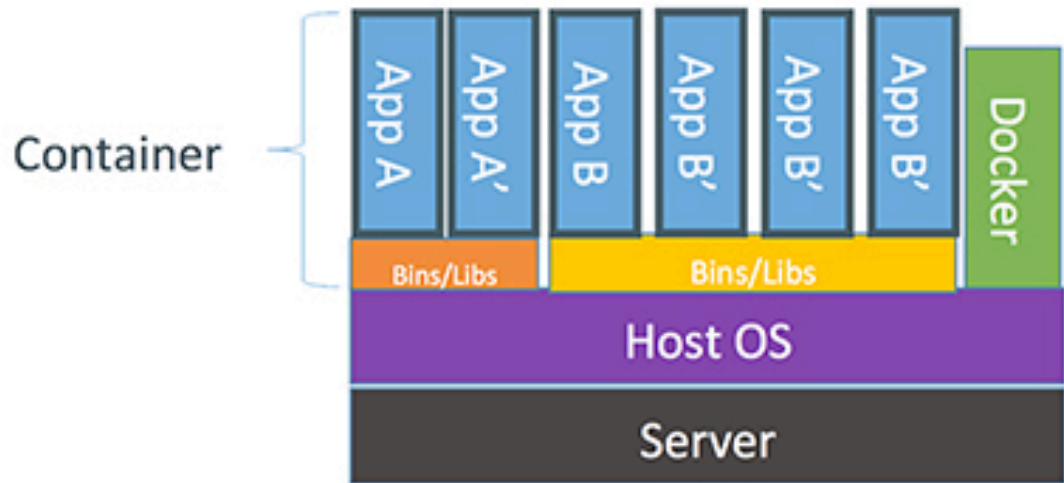 Container
App A
App A’
App B
App B’
App B’
App B’
Docker
Bins/Libs
Bins/Libs
Host OS
Server